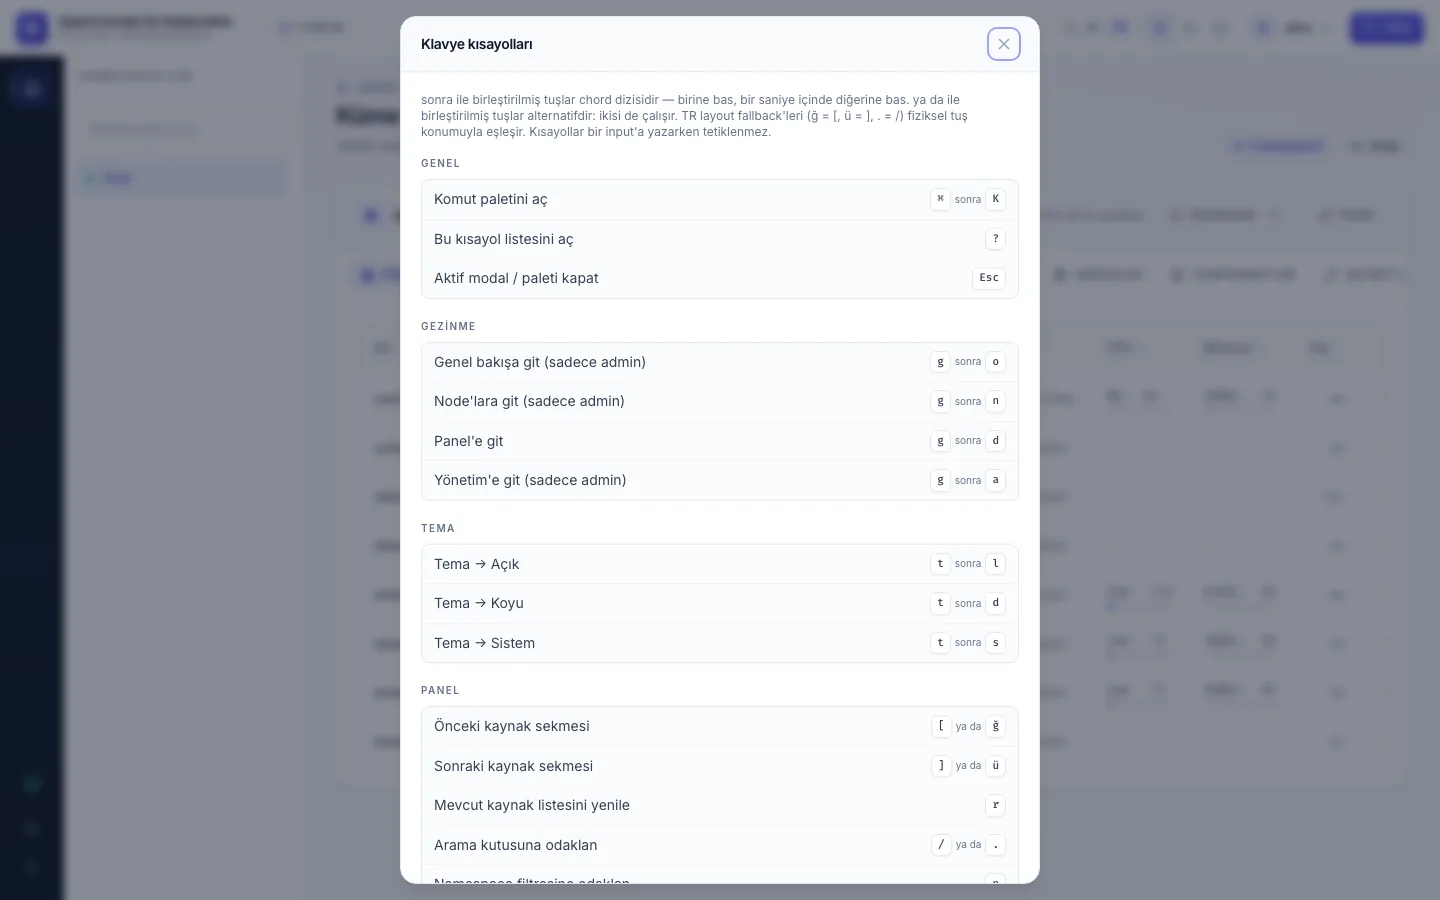 Klavye kısayolları
sonra ile birleştirilmiş tuşlar chord dizisidir — birine bas, bir saniye içinde diğerine bas. ya da ile
birleştirilmiş tuşlar alternatifdir: ikisi de çalışır. TR layout fallback'leri (ğ = [, ü = ], . = /) fiziksel tuş
konumuyla eşleşir. Kısayollar bir input'a yazarken tetiklenmez.
GENEL
Komut paletini aç ⌘ sonra K
Bu kısayol listesini aç ?
Aktif modal / paleti kapat Esc
GEZİNME
Genel bakışa git (sadece admin) g sonra o
Node'lara git (sadece admin) g sonra n
Panel'e git g sonra d
Yönetim'e git (sadece admin) g sonra a
TEMA
Tema → Açık t sonra l
Tema → Koyu t sonra d
Tema → Sistem t sonra s
PANEL
Önceki kaynak sekmesi [ ya da ğ
Sonraki kaynak sekmesi ] ya da ü
Mevcut kaynak listesini yenile r
Arama kutusuna odaklan / ya da .
Namespace filtresine odaklan n